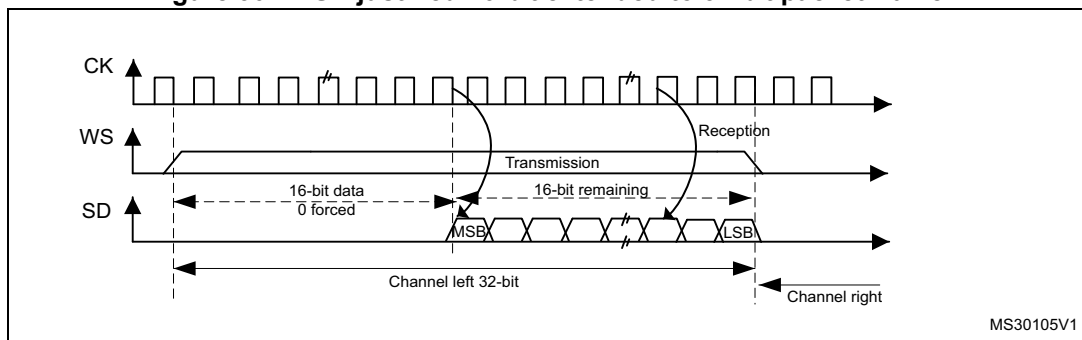 CK
WS
Reception
Transmission
16-bit data
0 forced
16-bit remaining
SD
MSB
LSB
Channel left 32-bit
Channel right
MS30105V1